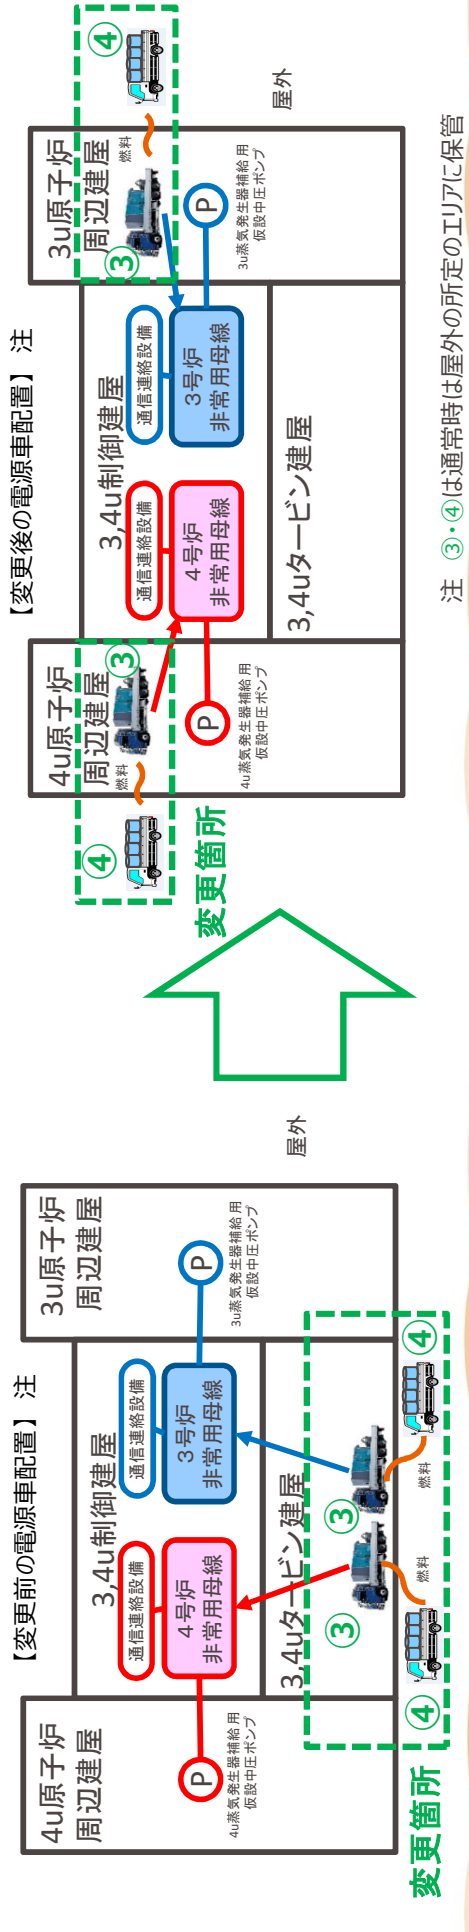 【変更前の電源車配置】 注
4u原子炉
周辺建屋
3,4u制御建屋
3u原子炉
周辺建屋
通信連絡設備
通信連絡設備
4号炉
非常用母線
3号炉
非常用母線
P
4u蒸気発生器補給用
仮設中圧ポンプ
P
3u蒸気発生器補給用
仮設中圧ポンプ
屋外
3,4uタービン建屋
③
③
④
燃料
燃料
④
変更箇所
【変更後の電源車配置】 注
4u原子炉
周辺建屋
3,4u制御建屋
3u原子炉
周辺建屋
④
燃料
③
③
燃料
④
通信連絡設備
通信連絡設備
4号炉
非常用母線
3号炉
非常用母線
変更箇所
P
4u蒸気発生器補給用
仮設中圧ポンプ
P
3u蒸気発生器補給用
仮設中圧ポンプ
屋外
3,4uタービン建屋
注 ③・④は通常時は屋外の所定のエリアに保管